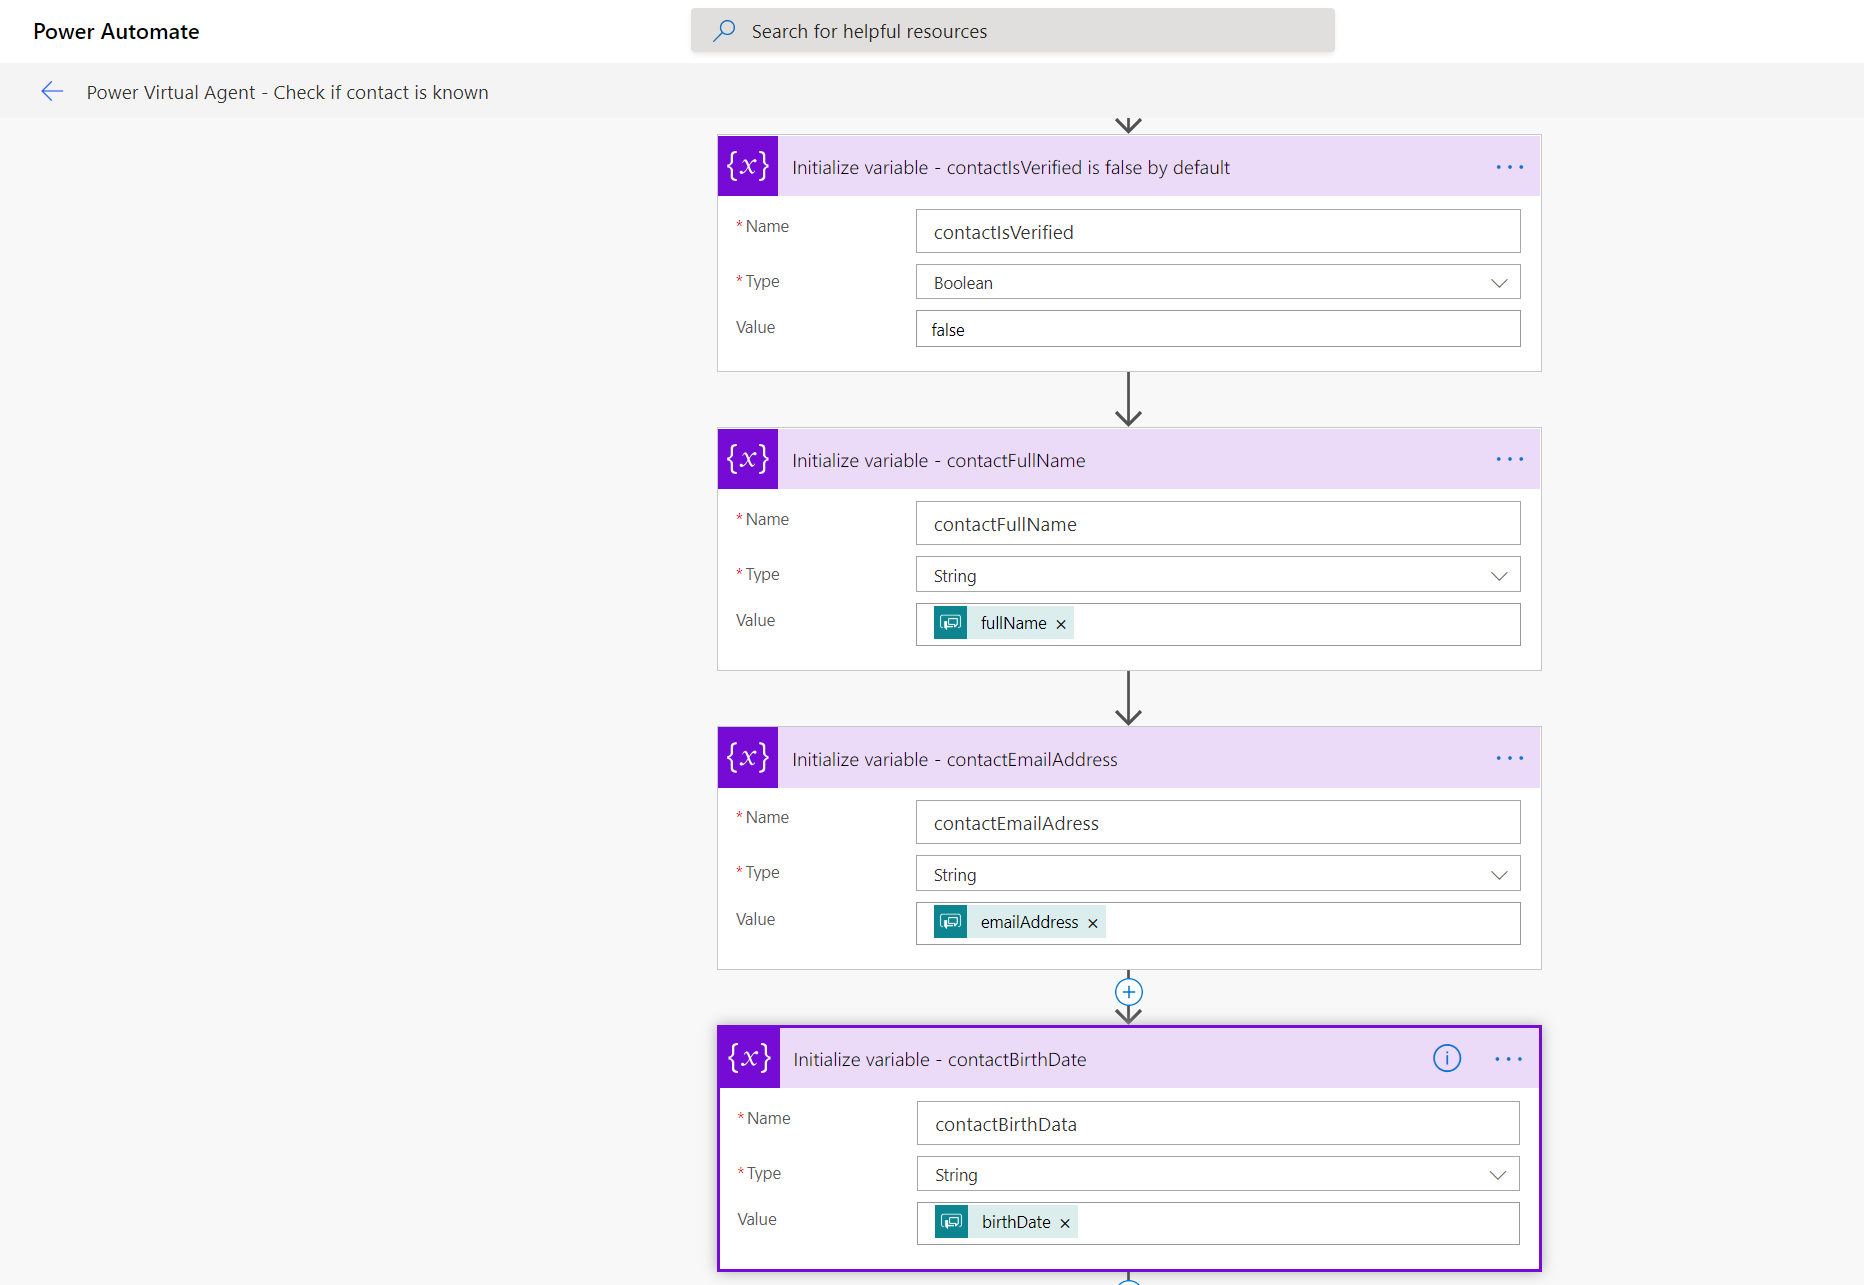 Power Automate
Search for helpful resources
Power Virtual Agent - Check if contact is known
{x} Initialize variable - contactIsVerified is false by default ...
* Name contactIsVerified
* Type Boolean
Value false
{x} Initialize variable - contactFullName ...
* Name contactFullName
* Type String
Value fullName ×
{x} Initialize variable - contactEmailAddress ...
* Name contactEmailAdress
* Type String
Value emailAddress ×
{x} Initialize variable - contactBirthDate i ...
* Name contactBirthData
* Type String
Value birthDate ×